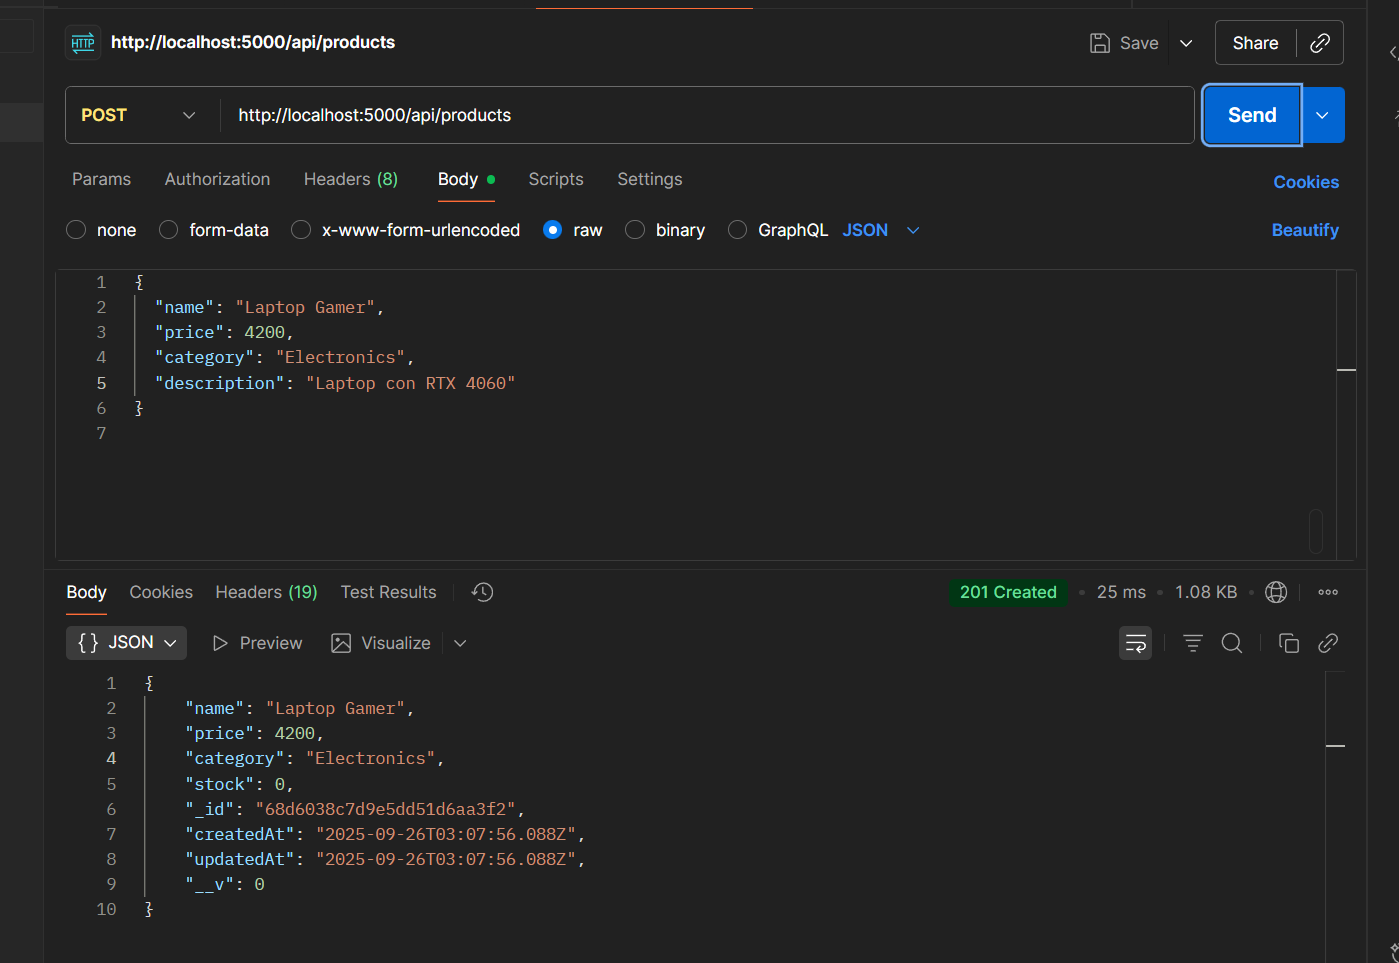 HTTP http://localhost:5000/api/products Save Share
POST http://localhost:5000/api/products Send
Params Authorization Headers (8) Body Scripts Settings Cookies
none form-data x-www-form-urlencoded raw binary GraphQL JSON Beautify
1 {
2 "name": "Laptop Gamer",
3 "price": 4200,
4 "category": "Electronics",
5 "description": "Laptop con RTX 4060"
6 }
7
Body Cookies Headers (19) Test Results 201 Created 25 ms 1.08 KB
{} JSON Preview Visualize
1 {
2 "name": "Laptop Gamer",
3 "price": 4200,
4 "category": "Electronics",
5 "stock": 0,
6 "_id": "68d6038c7d9e5dd51d6aa3f2",
7 "createdAt": "2025-09-26T03:07:56.088Z",
8 "updatedAt": "2025-09-26T03:07:56.088Z",
9 "__v": 0
10 }